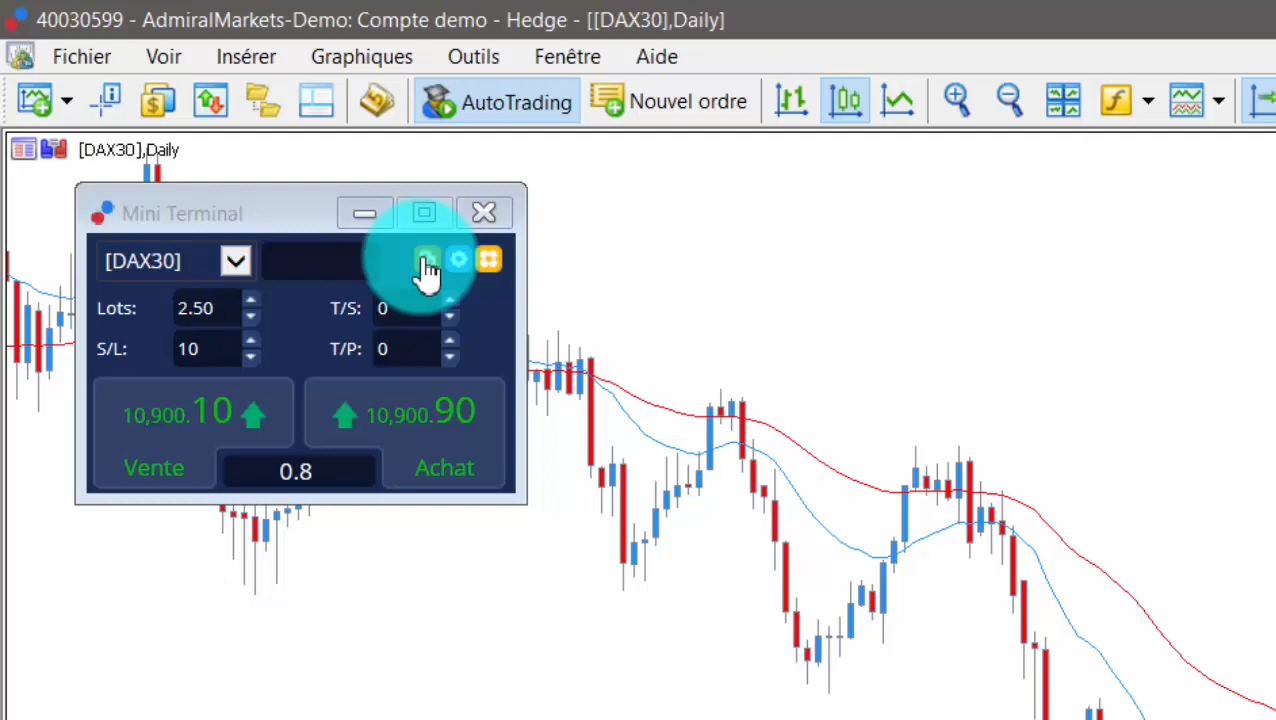 40030599 - AdmiralMarkets-Demo: Compte demo - Hedge - [[DAX30],Daily]
Fichier Voir Insérer Graphiques Outils Fenêtre Aide
AutoTrading Nouvel ordre
[DAX30],Daily
Mini Terminal
[DAX30]
Lots: 2.50 T/S: 0
S/L: 10 T/P: 0
10,900.10 10,900.90
Vente 0.8 Achat